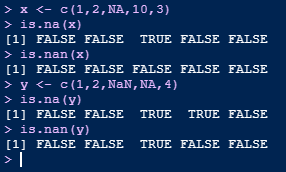 > x <- c(1,2,NA,10,3)
> is.na(x)
[1] FALSE FALSE  TRUE FALSE FALSE
> is.nan(x)
[1] FALSE FALSE FALSE FALSE FALSE
> y <- c(1,2,NaN,NA,4)
> is.na(y)
[1] FALSE FALSE  TRUE  TRUE FALSE
> is.nan(y)
[1] FALSE FALSE  TRUE FALSE FALSE
>